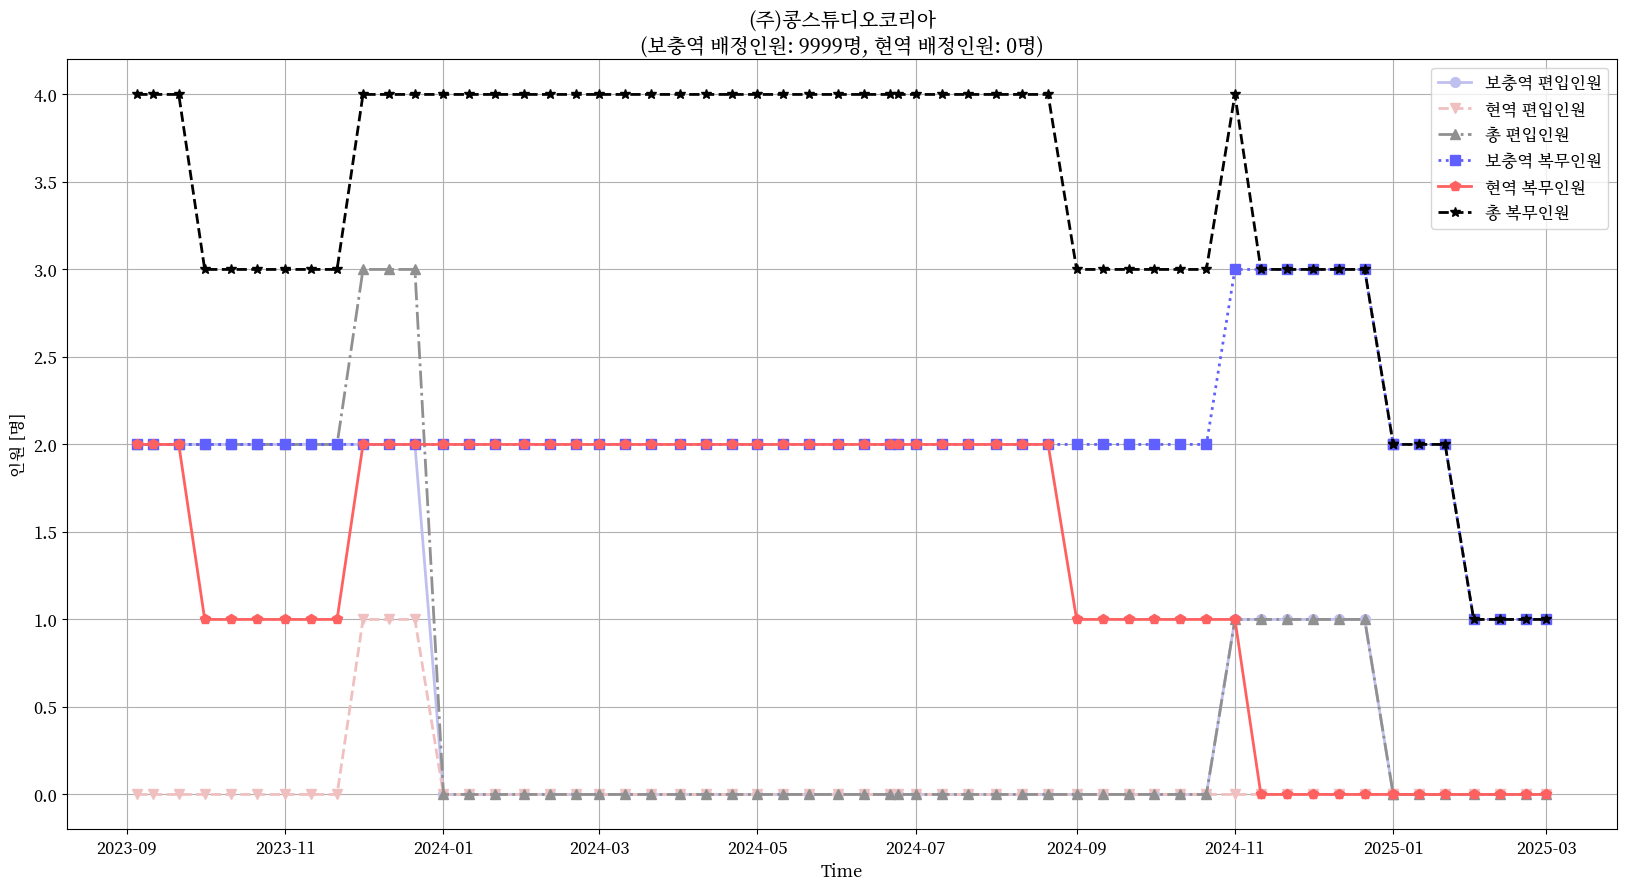 (주)콩스튜디오코리아
(보충역 배정인원: 9999명, 현역 배정인원: 0명)
보충역 편입인원
현역 편입인원
총 편입인원
보충역 복무인원
현역 복무인원
총 복무인원
인원 [명]
4.0
3.5
3.0
2.5
2.0
1.5
1.0
0.5
0.0
2023-09
2023-11
2024-01
2024-03
2024-05
2024-07
2024-09
2024-11
2025-01
2025-03
Time